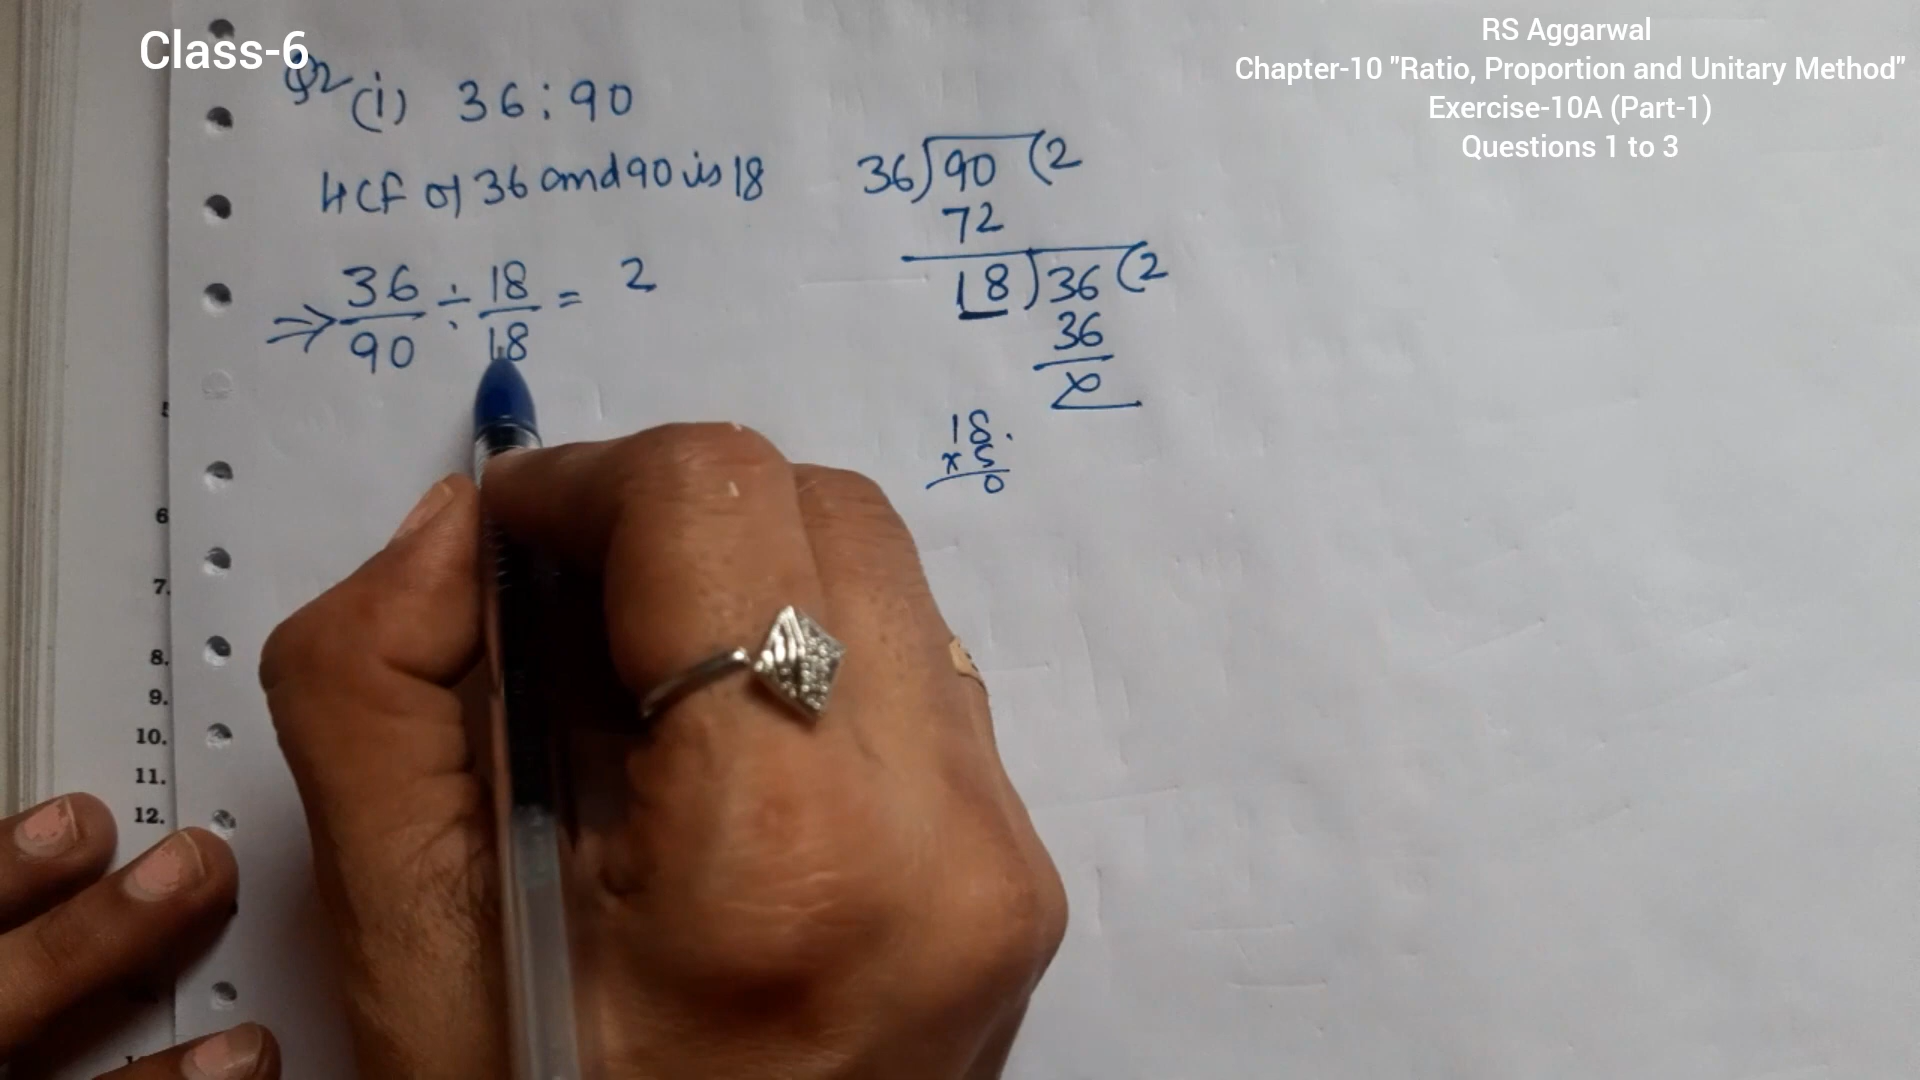 Class-6
RS Aggarwal
Chapter-10 "Ratio, Proportion and Unitary Method"
Exercise-10A (Part-1)
Questions 1 to 3
Q2 (i) 36 : 90
HCF of 36 and 90 is 18
⇒ 36/90 ÷ 18/18 = 2
36)90(2
72
18)36(2
36
x
18
x 5
0
6
7.
8.
9.
10.
11.
12.